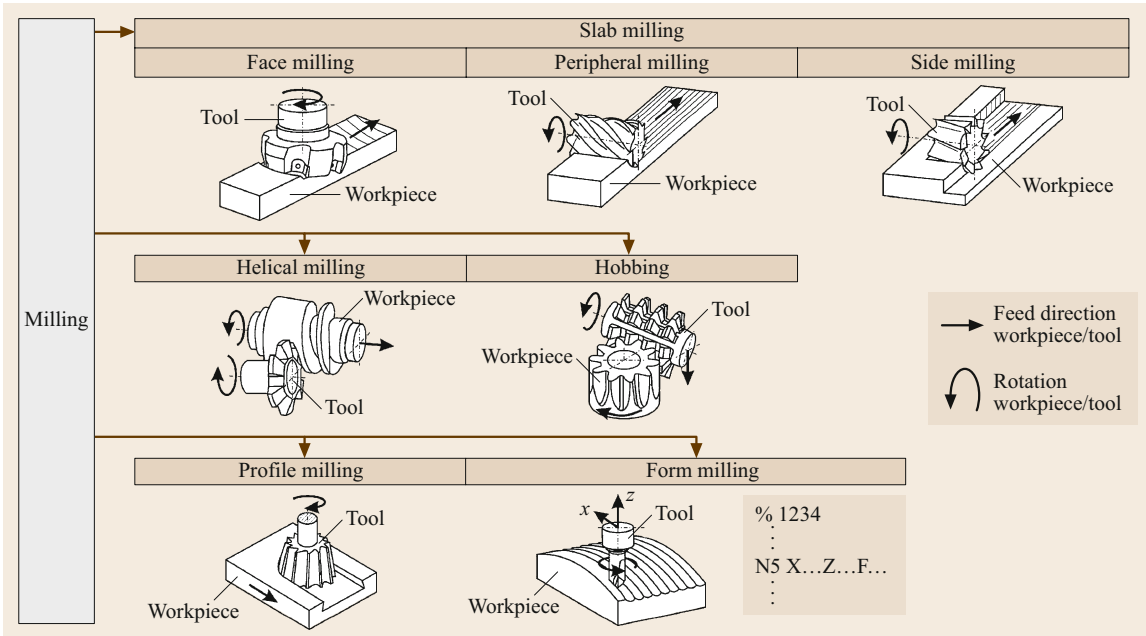 Milling
Slab milling
Face milling
Peripheral milling
Side milling
Tool
Workpiece
Tool
Workpiece
Tool
Workpiece
Helical milling
Hobbing
Workpiece
Tool
Tool
Workpiece
Feed direction
workpiece/tool
Rotation
workpiece/tool
Profile milling
Form milling
Tool
Workpiece
x
z
Tool
Workpiece
% 1234
⋮
N5 X…Z…F…
⋮